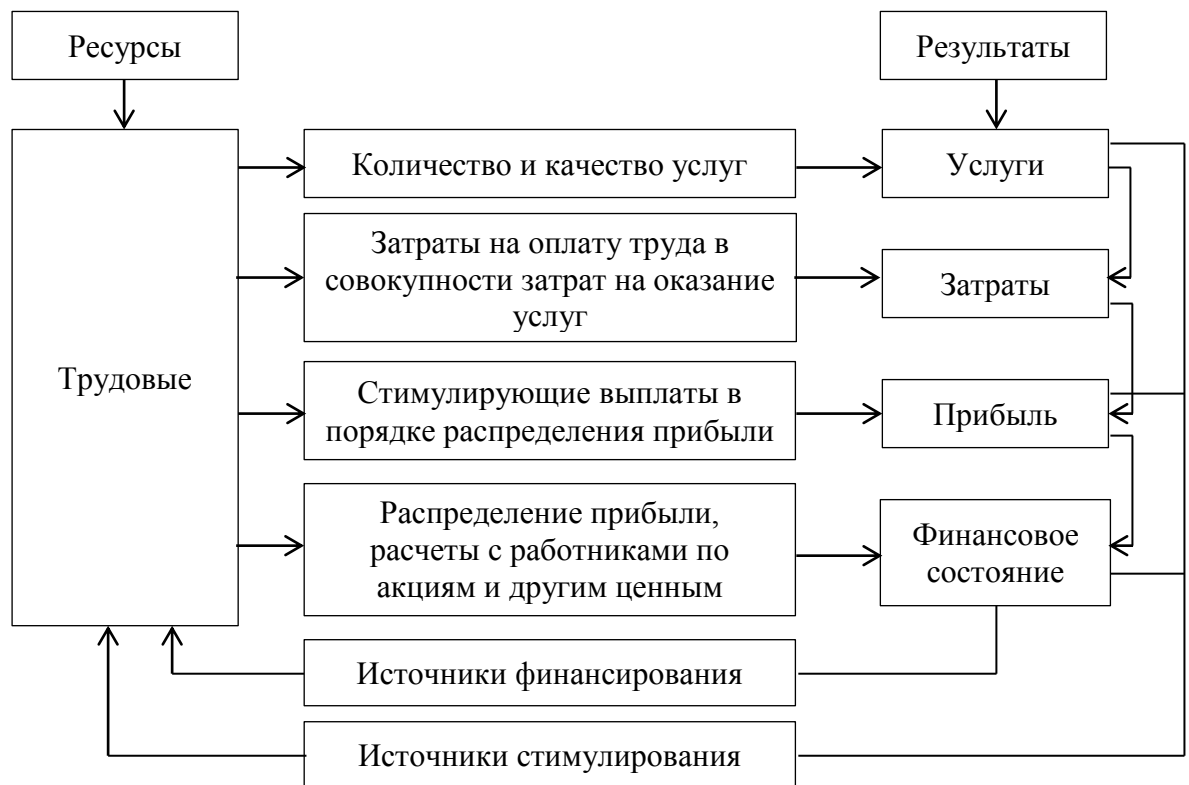 Ресурсы
Результаты
Трудовые
Количество и качество услуг
Услуги
Затраты на оплату труда в
совокупности затрат на оказание
услуг
Затраты
Стимулирующие выплаты в
порядке распределения прибыли
Прибыль
Распределение прибыли,
расчеты с работниками по
акциям и другим ценным
Финансовое
состояние
Источники финансирования
Источники стимулирования